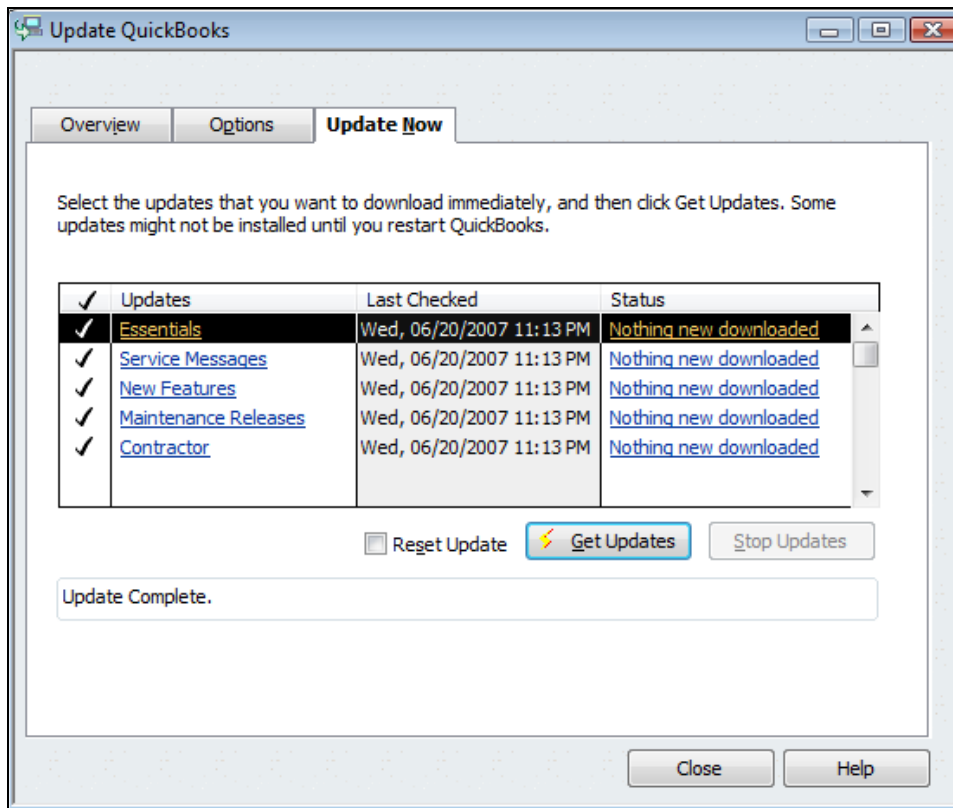 Update QuickBooks
Overview Options Update Now
Select the updates that you want to download immediately, and then click Get Updates. Some
updates might not be installed until you restart QuickBooks.
✓ Updates Last Checked Status
✓ Essentials Wed, 06/20/2007 11:13 PM Nothing new downloaded
✓ Service Messages Wed, 06/20/2007 11:13 PM Nothing new downloaded
✓ New Features Wed, 06/20/2007 11:13 PM Nothing new downloaded
✓ Maintenance Releases Wed, 06/20/2007 11:13 PM Nothing new downloaded
✓ Contractor Wed, 06/20/2007 11:13 PM Nothing new downloaded
Reset Update Get Updates Stop Updates
Update Complete.
Close Help